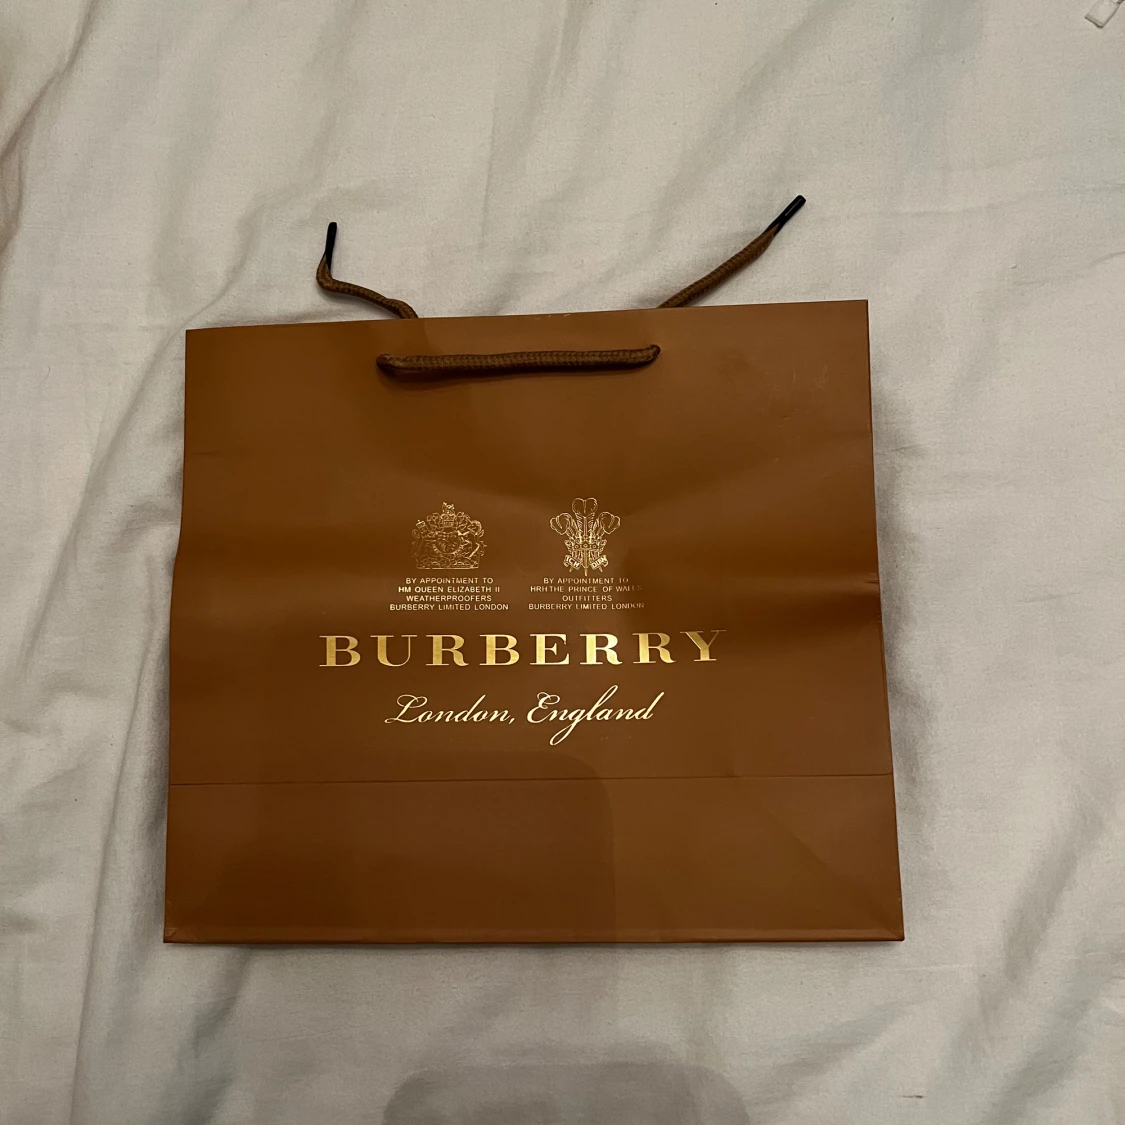 BY APPOINTMENT TO
HM QUEEN ELIZABETH II
WEATHERPROOFERS
BURBERRY LIMITED LONDON
BY APPOINTMENT TO
HRH THE PRINCE OF WALES
OUTFITTERS
BURBERRY LIMITED LONDON
BURBERRY
London, England